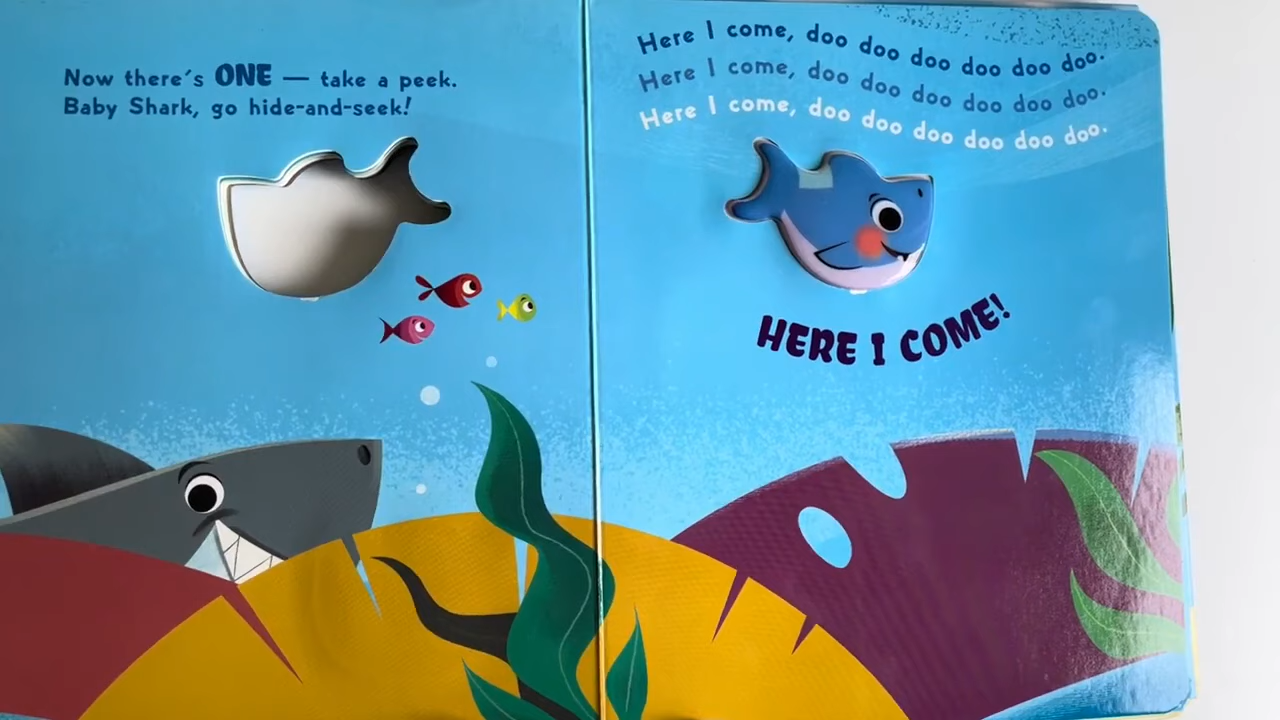 Now there's ONE — take a peek.
Baby Shark, go hide-and-seek!
Here I come, doo doo doo doo doo doo.
Here I come, doo doo doo doo doo doo.
Here I come, doo doo doo doo doo doo.
HERE I COME!